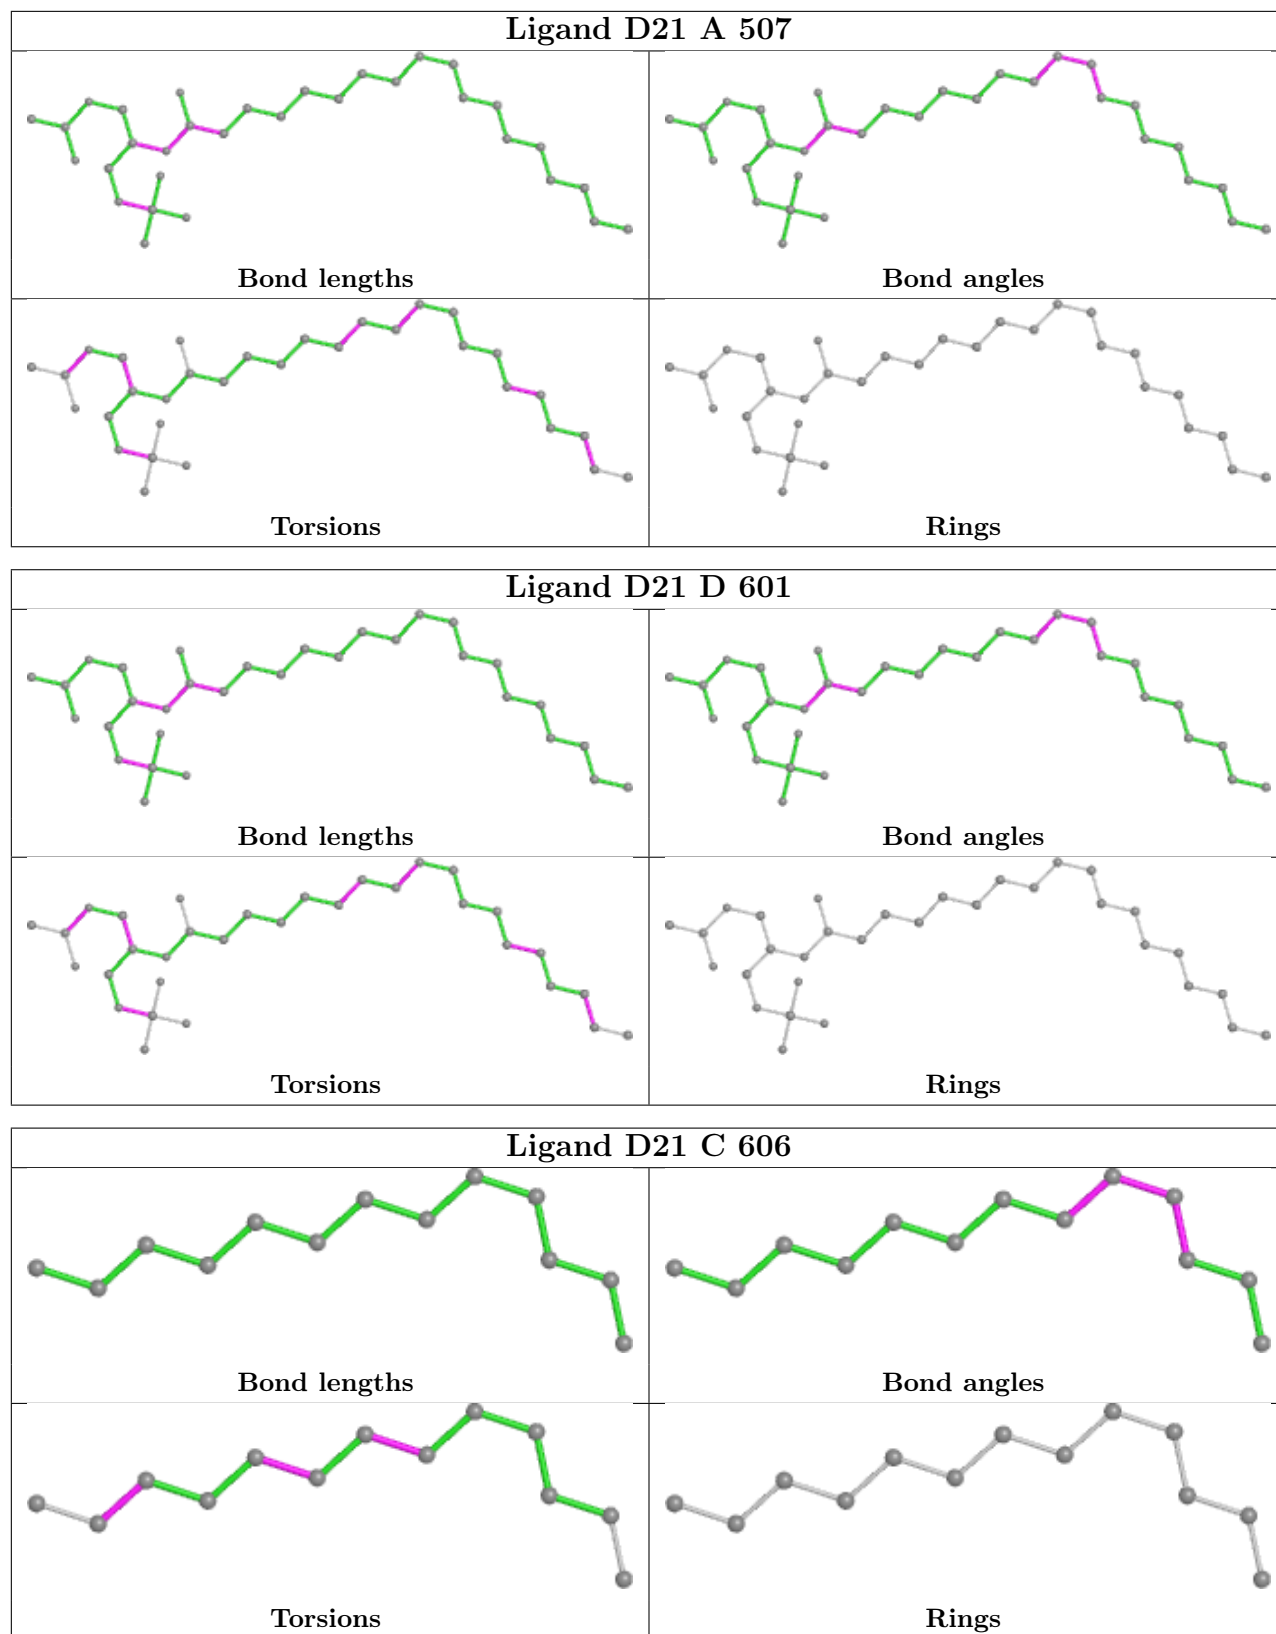 Ligand D21 A 507
Bond lengths
Bond angles
Torsions
Rings
Ligand D21 D 601
Bond lengths
Bond angles
Torsions
Rings
Ligand D21 C 606
Bond lengths
Bond angles
Torsions
Rings